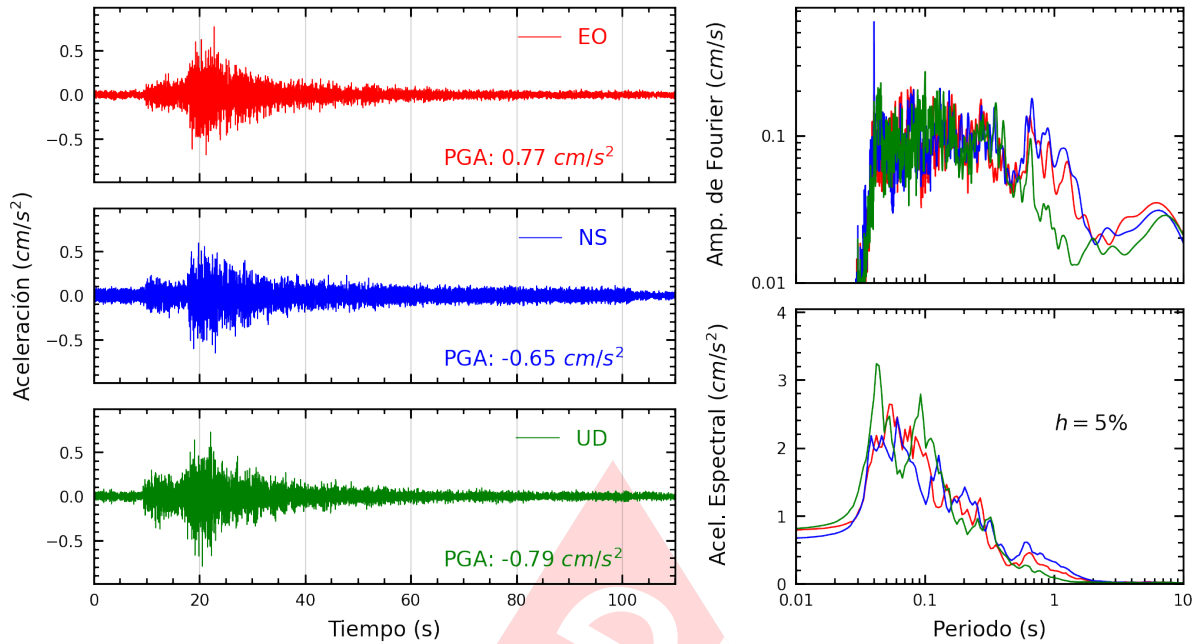 Aceleración (cm/s²)
0.5
0.0
−0.5
EO
PGA: 0.77 cm/s²
0.5
0.0
−0.5
NS
PGA: -0.65 cm/s²
0.5
0.0
−0.5
UD
PGA: -0.79 cm/s²
0 20 40 60 80 100
Tiempo (s)
Amp. de Fourier (cm/s)
0.1
0.01
Acel. Espectral (cm/s²)
4
3
2
1
0
h = 5%
0.01 0.1 1 10
Periodo (s)